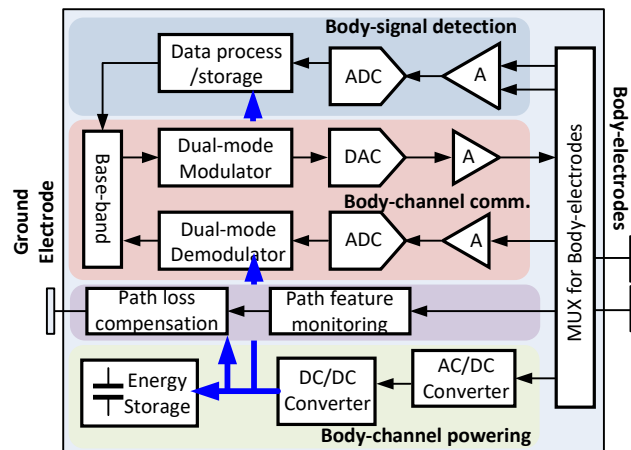 Body-signal detection
Data process
/storage
ADC
A
Base-band
Dual-mode
Modulator
DAC
A
Body-channel comm.
Dual-mode
Demodulator
ADC
A
Ground
Electrode
Path loss
compensation
Path feature
monitoring
Energy
Storage
DC/DC
Converter
AC/DC
Converter
Body-channel powering
MUX for Body-electrodes
Body-electrodes